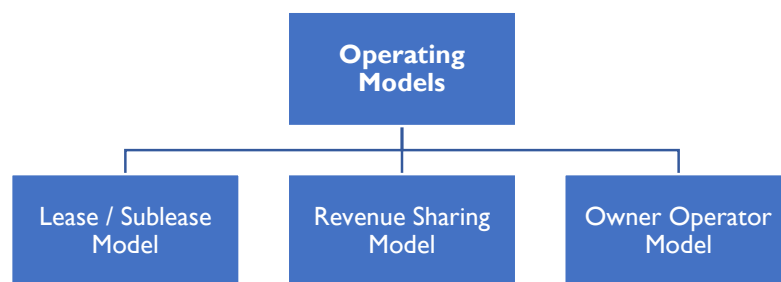 Operating
Models
Lease / Sublease
Model
Revenue Sharing
Model
Owner Operator
Model